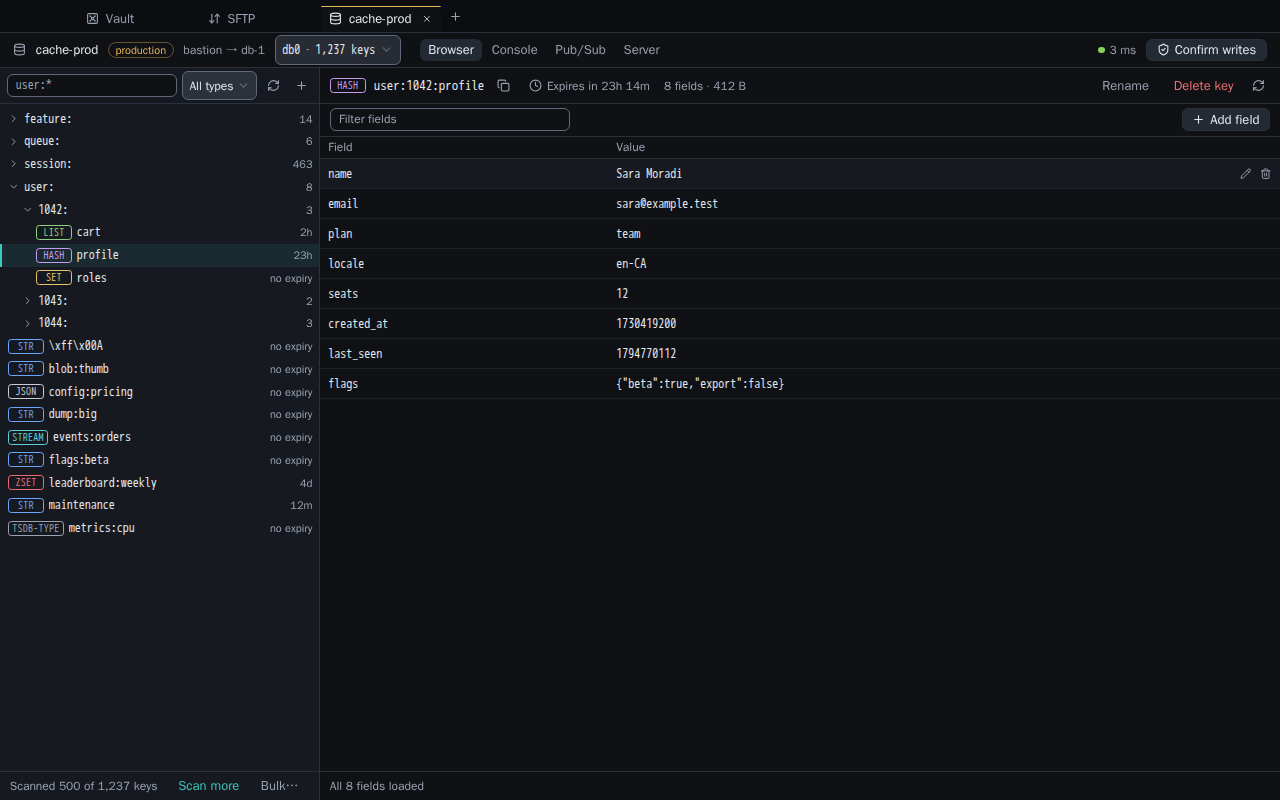 Vault
SFTP
cache-prod
cache-prod production bastion → db-1 db0 · 1,237 keys Browser Console Pub/Sub Server 3 ms Confirm writes
user:* All types
HASH user:1042:profile Expires in 23h 14m 8 fields · 412 B Rename Delete key
Filter fields Add field
Field Value
name Sara Moradi
email sara@example.test
plan team
locale en-CA
seats 12
created_at 1730419200
last_seen 1794770112
flags {"beta":true,"export":false}
feature: 14
queue: 6
session: 463
user: 8
1042: 3
LIST cart 2h
HASH profile 23h
SET roles no expiry
1043: 2
1044: 3
STR \xff\x00A no expiry
STR blob:thumb no expiry
JSON config:pricing no expiry
STR dump:big no expiry
STREAM events:orders no expiry
STR flags:beta no expiry
ZSET leaderboard:weekly 4d
STR maintenance 12m
TSDB-TYPE metrics:cpu no expiry
Scanned 500 of 1,237 keys Scan more Bulk···
All 8 fields loaded